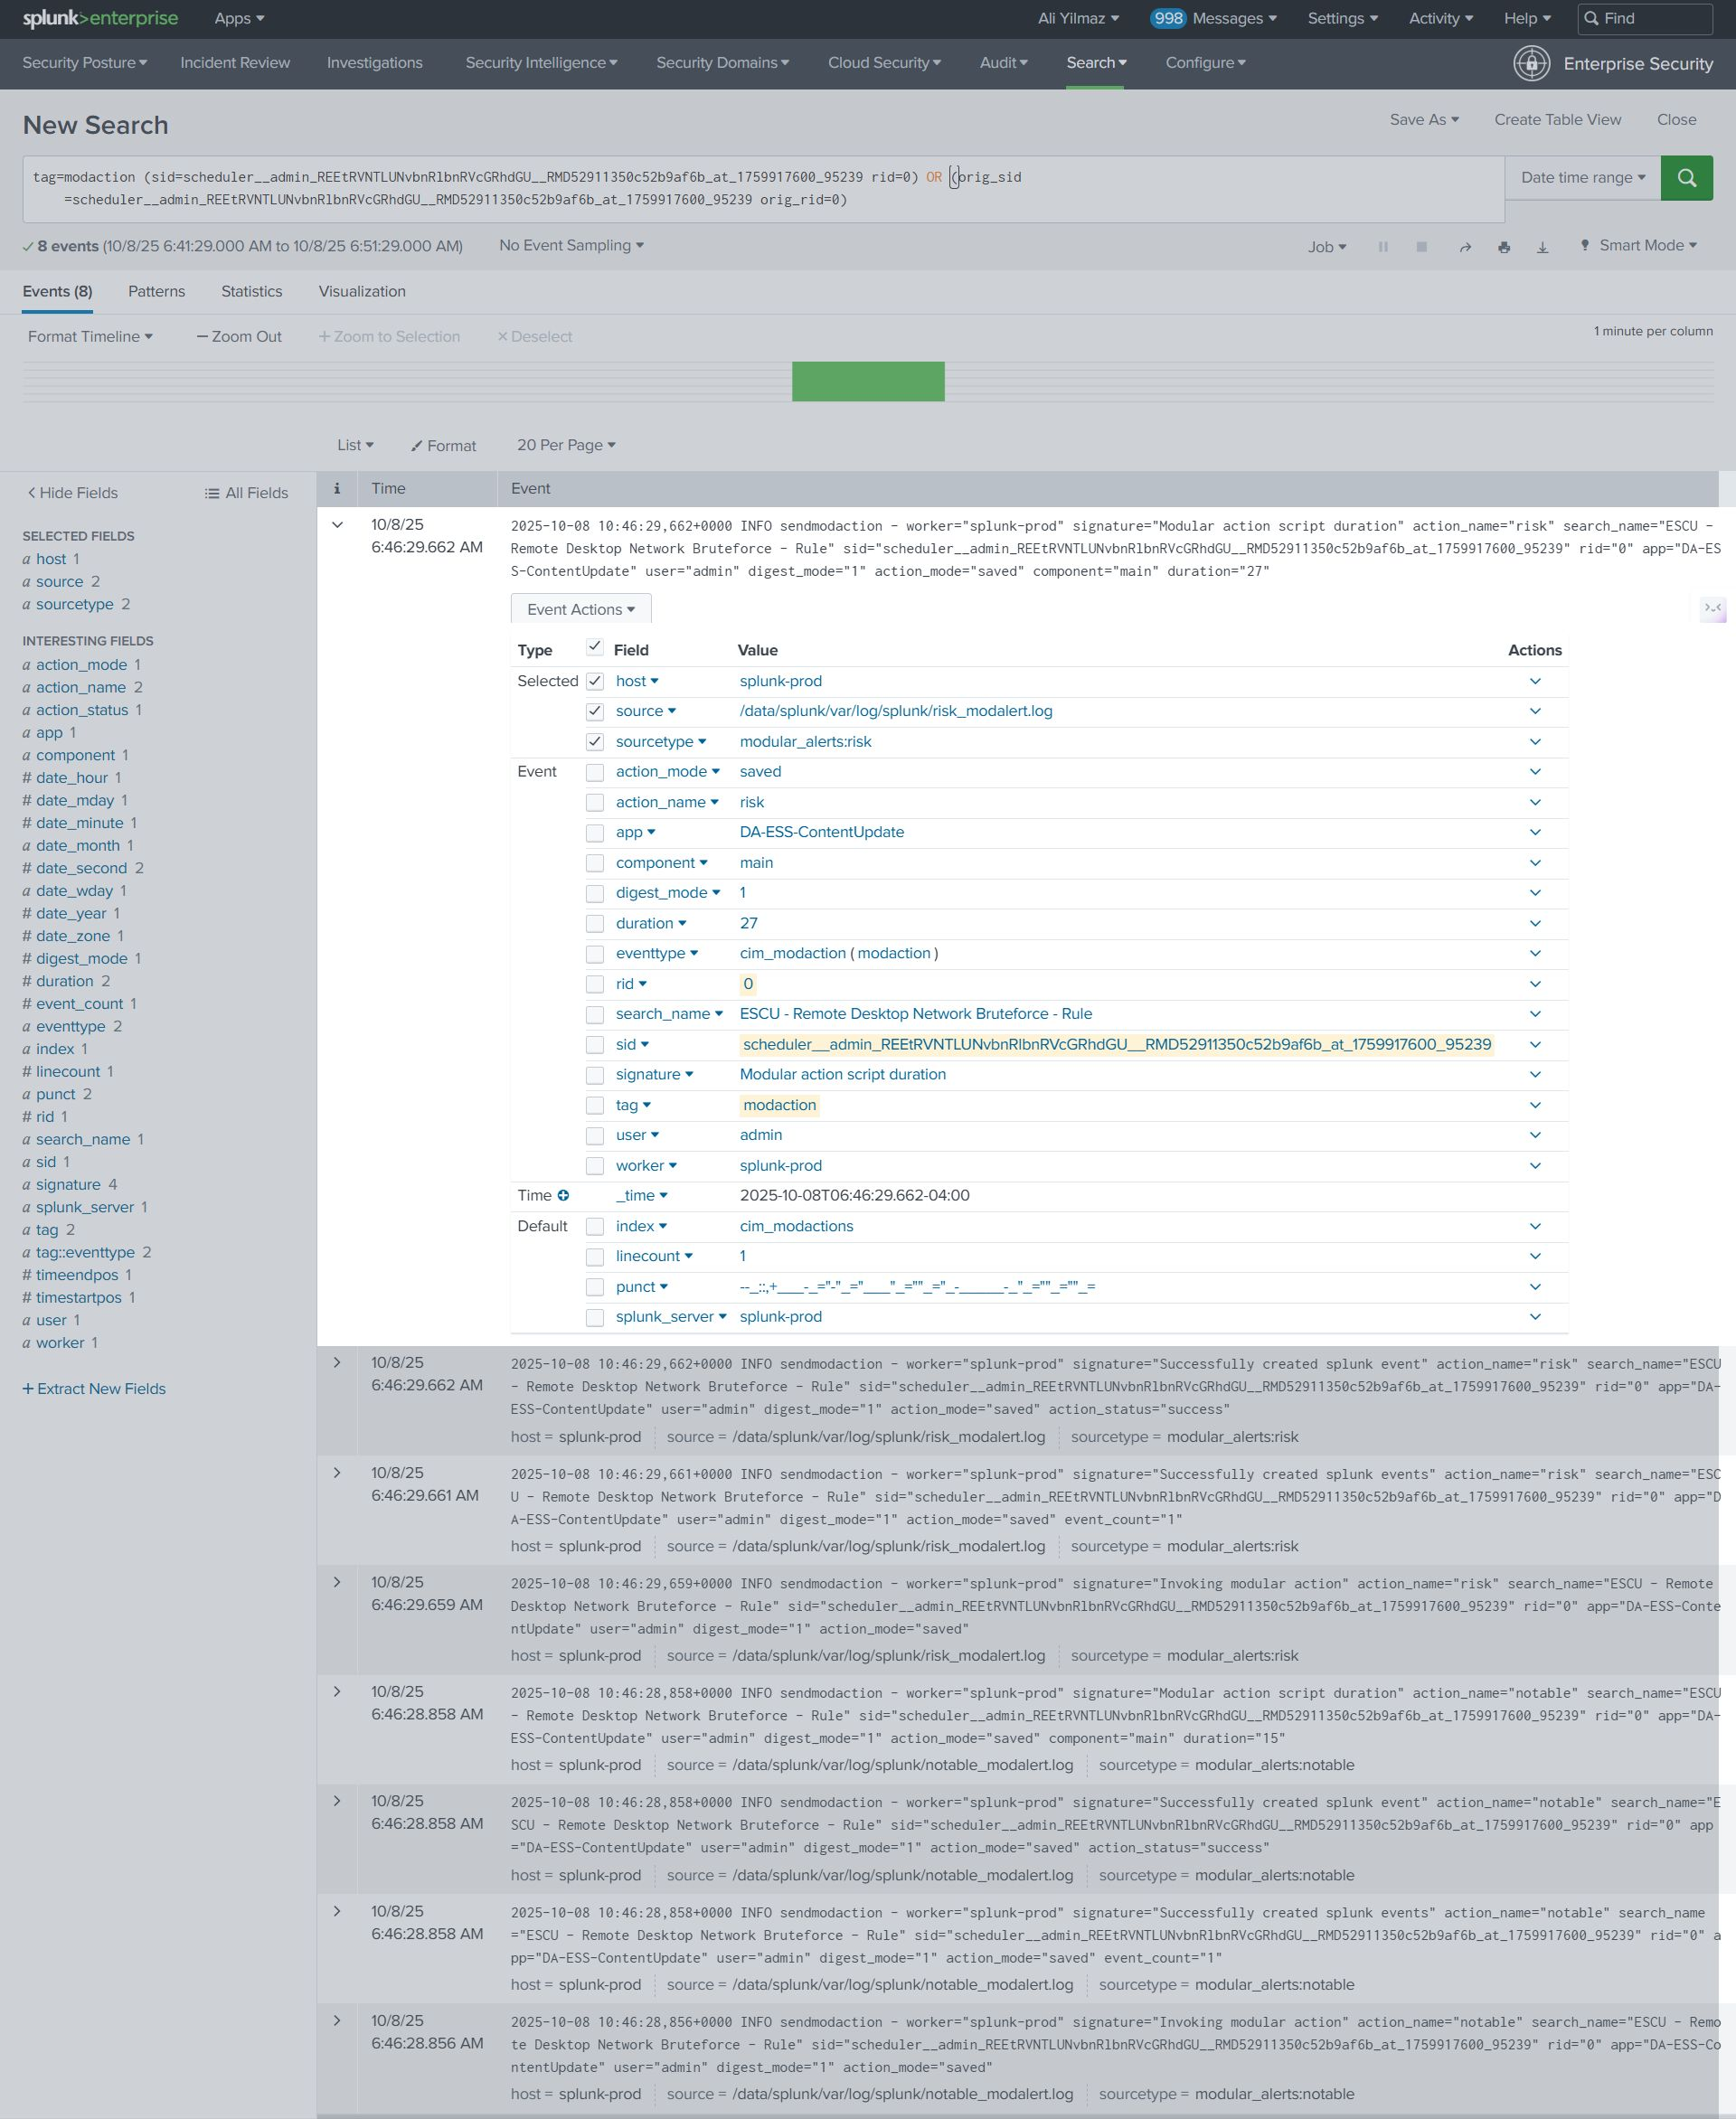 splunk>enterprise Apps Ali Yilmaz 998 Messages Settings Activity Help Find
Security Posture Incident Review Investigations Security Intelligence Security Domains Cloud Security Audit Search Configure Enterprise Security
New Search
Save As Create Table View Close
tag=modaction (sid=scheduler__admin_REEtRVNTLUNvbnRlbnRVcGRhdGU__RMD52911350c52b9af6b_at_1759917600_95239 rid=0) OR (orig_sid
=scheduler__admin_REEtRVNTLUNvbnRlbnRVcGRhdGU__RMD52911350c52b9af6b_at_1759917600_95239 orig_rid=0)
Date time range
8 events (10/8/25 6:41:29.000 AM to 10/8/25 6:51:29.000 AM) No Event Sampling Job Smart Mode
Events (8) Patterns Statistics Visualization
Format Timeline — Zoom Out + Zoom to Selection × Deselect 1 minute per column
List Format 20 Per Page
< Hide Fields All Fields
SELECTED FIELDS
a host 1
a source 2
a sourcetype 2
INTERESTING FIELDS
a action_mode 1
a action_name 2
a action_status 1
a app 1
a component 1
# date_hour 1
# date_mday 1
# date_minute 1
a date_month 1
# date_second 2
a date_wday 1
# date_year 1
# date_zone 1
# digest_mode 1
# duration 2
# event_count 1
a eventtype 2
a index 1
# linecount 1
a punct 2
# rid 1
a search_name 1
a sid 1
a signature 4
a splunk_server 1
a tag 2
a tag::eventtype 2
# timeendpos 1
# timestartpos 1
a user 1
a worker 1
+ Extract New Fields
i Time Event
10/8/25
6:46:29.662 AM
2025-10-08 10:46:29,662+0000 INFO sendmodaction - worker="splunk-prod" signature="Modular action script duration" action_name="risk" search_name="ESCU -
Remote Desktop Network Bruteforce - Rule" sid="scheduler__admin_REEtRVNTLUNvbnRlbnRVcGRhdGU__RMD52911350c52b9af6b_at_1759917600_95239" rid="0" app="DA-ES
S-ContentUpdate" user="admin" digest_mode="1" action_mode="saved" component="main" duration="27"
Event Actions
Type Field Value Actions
Selected host splunk-prod
source /data/splunk/var/log/splunk/risk_modalert.log
sourcetype modular_alerts:risk
Event action_mode saved
action_name risk
app DA-ESS-ContentUpdate
component main
digest_mode 1
duration 27
eventtype cim_modaction ( modaction )
rid 0
search_name ESCU - Remote Desktop Network Bruteforce - Rule
sid scheduler__admin_REEtRVNTLUNvbnRlbnRVcGRhdGU__RMD52911350c52b9af6b_at_1759917600_95239
signature Modular action script duration
tag modaction
user admin
worker splunk-prod
Time _time 2025-10-08T06:46:29.662-04:00
Default index cim_modactions
linecount 1
punct
splunk_server splunk-prod
10/8/25
6:46:29.662 AM
2025-10-08 10:46:29,662+0000 INFO sendmodaction - worker="splunk-prod" signature="Successfully created splunk event" action_name="risk" search_name="ESCU
- Remote Desktop Network Bruteforce - Rule" sid="scheduler__admin_REEtRVNTLUNvbnRlbnRVcGRhdGU__RMD52911350c52b9af6b_at_1759917600_95239" rid="0" app="DA-
ESS-ContentUpdate" user="admin" digest_mode="1" action_mode="saved" action_status="success"
host = splunk-prod source = /data/splunk/var/log/splunk/risk_modalert.log sourcetype = modular_alerts:risk
10/8/25
6:46:29.661 AM
2025-10-08 10:46:29,661+0000 INFO sendmodaction - worker="splunk-prod" signature="Successfully created splunk events" action_name="risk" search_name="ESC
U - Remote Desktop Network Bruteforce - Rule" sid="scheduler__admin_REEtRVNTLUNvbnRlbnRVcGRhdGU__RMD52911350c52b9af6b_at_1759917600_95239" rid="0" app="D
A-ESS-ContentUpdate" user="admin" digest_mode="1" action_mode="saved" event_count="1"
host = splunk-prod source = /data/splunk/var/log/splunk/risk_modalert.log sourcetype = modular_alerts:risk
10/8/25
6:46:29.659 AM
2025-10-08 10:46:29,659+0000 INFO sendmodaction - worker="splunk-prod" signature="Invoking modular action" action_name="risk" search_name="ESCU - Remote
Desktop Network Bruteforce - Rule" sid="scheduler__admin_REEtRVNTLUNvbnRlbnRVcGRhdGU__RMD52911350c52b9af6b_at_1759917600_95239" rid="0" app="DA-ESS-Conte
ntUpdate" user="admin" digest_mode="1" action_mode="saved"
host = splunk-prod source = /data/splunk/var/log/splunk/risk_modalert.log sourcetype = modular_alerts:risk
10/8/25
6:46:28.858 AM
2025-10-08 10:46:28,858+0000 INFO sendmodaction - worker="splunk-prod" signature="Modular action script duration" action_name="notable" search_name="ESCU
- Remote Desktop Network Bruteforce - Rule" sid="scheduler__admin_REEtRVNTLUNvbnRlbnRVcGRhdGU__RMD52911350c52b9af6b_at_1759917600_95239" rid="0" app="DA-
ESS-ContentUpdate" user="admin" digest_mode="1" action_mode="saved" component="main" duration="15"
host = splunk-prod source = /data/splunk/var/log/splunk/notable_modalert.log sourcetype = modular_alerts:notable
10/8/25
6:46:28.858 AM
2025-10-08 10:46:28,858+0000 INFO sendmodaction - worker="splunk-prod" signature="Successfully created splunk event" action_name="notable" search_name="E
SCU - Remote Desktop Network Bruteforce - Rule" sid="scheduler__admin_REEtRVNTLUNvbnRlbnRVcGRhdGU__RMD52911350c52b9af6b_at_1759917600_95239" rid="0" app
="DA-ESS-ContentUpdate" user="admin" digest_mode="1" action_mode="saved" action_status="success"
host = splunk-prod source = /data/splunk/var/log/splunk/notable_modalert.log sourcetype = modular_alerts:notable
10/8/25
6:46:28.858 AM
2025-10-08 10:46:28,858+0000 INFO sendmodaction - worker="splunk-prod" signature="Successfully created splunk events" action_name="notable" search_name
="ESCU - Remote Desktop Network Bruteforce - Rule" sid="scheduler__admin_REEtRVNTLUNvbnRlbnRVcGRhdGU__RMD52911350c52b9af6b_at_1759917600_95239" rid="0" a
pp="DA-ESS-ContentUpdate" user="admin" digest_mode="1" action_mode="saved" event_count="1"
host = splunk-prod source = /data/splunk/var/log/splunk/notable_modalert.log sourcetype = modular_alerts:notable
10/8/25
6:46:28.856 AM
2025-10-08 10:46:28,856+0000 INFO sendmodaction - worker="splunk-prod" signature="Invoking modular action" action_name="notable" search_name="ESCU - Remo
te Desktop Network Bruteforce - Rule" sid="scheduler__admin_REEtRVNTLUNvbnRlbnRVcGRhdGU__RMD52911350c52b9af6b_at_1759917600_95239" rid="0" app="DA-ESS-Co
ntentUpdate" user="admin" digest_mode="1" action_mode="saved"
host = splunk-prod source = /data/splunk/var/log/splunk/notable_modalert.log sourcetype = modular_alerts:notable